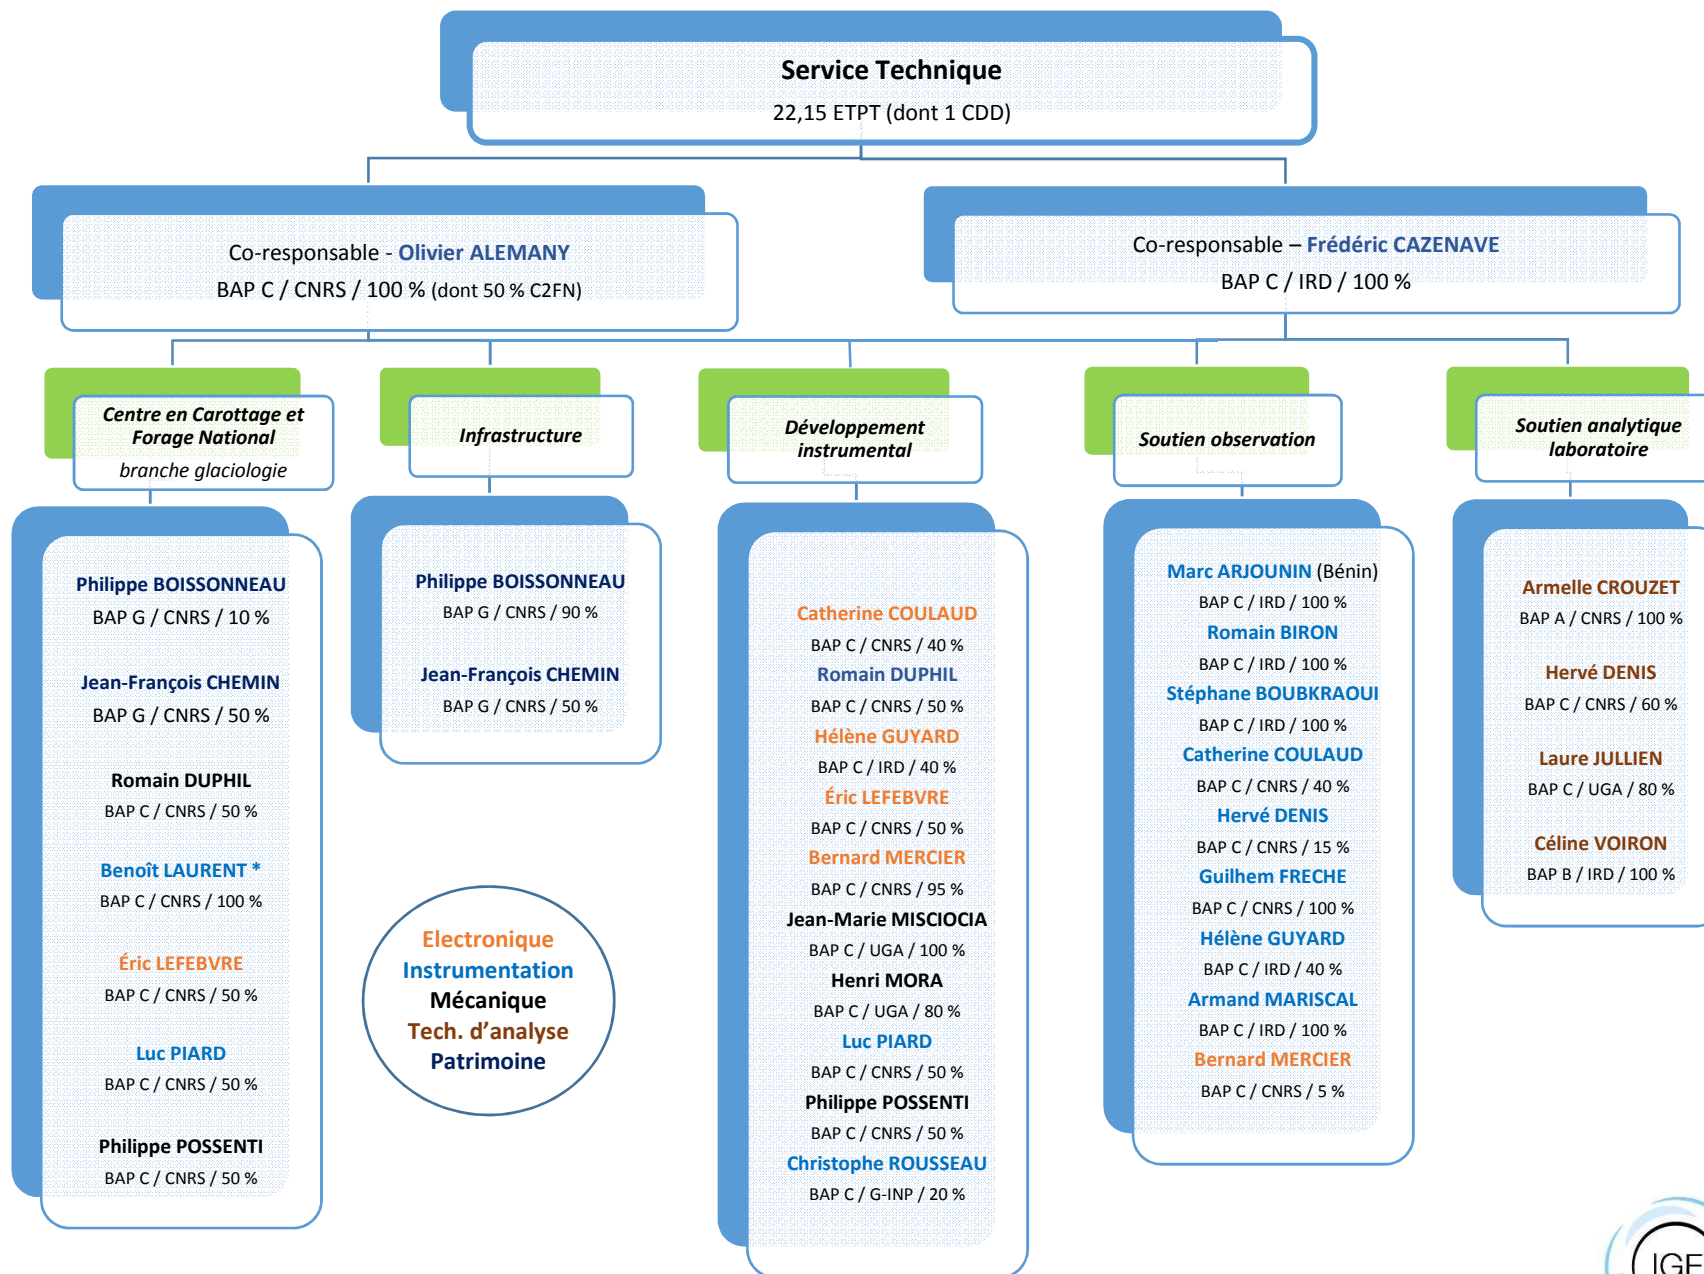 Service Technique
22,15 ETPT (dont 1 CDD)
Co-responsable - Olivier ALEMANY
BAP C / CNRS / 100 % (dont 50 % C2FN)
Co-responsable – Frédéric CAZENAVE
BAP C / IRD / 100 %
Centre en Carottage et
Forage National
branche glaciologie
Philippe BOISSONNEAU
BAP G / CNRS / 10 %
Jean-François CHEMIN
BAP G / CNRS / 50 %
Romain DUPHIL
BAP C / CNRS / 50 %
Benoît LAURENT *
BAP C / CNRS / 100 %
Éric LEFEBVRE
BAP C / CNRS / 50 %
Luc PIARD
BAP C / CNRS / 50 %
Philippe POSSENTI
BAP C / CNRS / 50 %
Infrastructure
Philippe BOISSONNEAU
BAP G / CNRS / 90 %
Jean-François CHEMIN
BAP G / CNRS / 50 %
Electronique
Instrumentation
Mécanique
Tech. d'analyse
Patrimoine
Développement
instrumental
Catherine COULAUD
BAP C / CNRS / 40 %
Romain DUPHIL
BAP C / CNRS / 50 %
Hélène GUYARD
BAP C / IRD / 40 %
Éric LEFEBVRE
BAP C / CNRS / 50 %
Bernard MERCIER
BAP C / CNRS / 95 %
Jean-Marie MISCIOCIA
BAP C / UGA / 100 %
Henri MORA
BAP C / UGA / 80 %
Luc PIARD
BAP C / CNRS / 50 %
Philippe POSSENTI
BAP C / CNRS / 50 %
Christophe ROUSSEAU
BAP C / G-INP / 20 %
Soutien observation
Marc ARJOUNIN (Bénin)
BAP C / IRD / 100 %
Romain BIRON
BAP C / IRD / 100 %
Stéphane BOUBKRAOUI
BAP C / IRD / 100 %
Catherine COULAUD
BAP C / CNRS / 40 %
Hervé DENIS
BAP C / CNRS / 15 %
Guilhem FRECHE
BAP C / CNRS / 100 %
Hélène GUYARD
BAP C / IRD / 40 %
Armand MARISCAL
BAP C / IRD / 100 %
Bernard MERCIER
BAP C / CNRS / 5 %
Soutien analytique
laboratoire
Armelle CROUZET
BAP A / CNRS / 100 %
Hervé DENIS
BAP C / CNRS / 60 %
Laure JULLIEN
BAP C / UGA / 80 %
Céline VOIRON
BAP B / IRD / 100 %
IGE